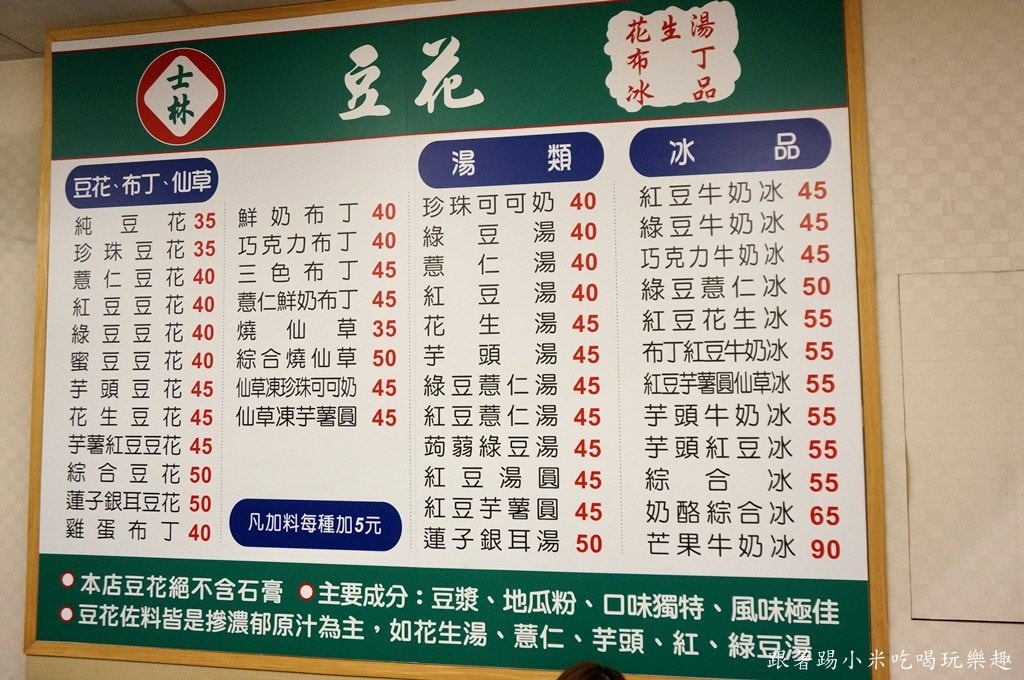 士林
豆花
花生湯
布丁
冰品
豆花、布丁、仙草
純豆花 35
珍珠豆花 35
薏仁豆花 40
紅豆豆花 40
綠豆豆花 40
蜜豆豆花 40
芋頭豆花 45
花生豆花 45
芋薯紅豆豆花 45
綜合豆花 50
蓮子銀耳豆花 50
雞蛋布丁 40
鮮奶布丁 40
巧克力布丁 40
三色布丁 45
薏仁鮮奶布丁 45
燒仙草 35
綜合燒仙草 50
仙草凍珍珠可可奶 45
仙草凍芋薯圓 45
凡加料每種加5元
湯類
珍珠可可奶 40
綠豆湯 40
薏仁湯 40
紅豆湯 40
花生湯 45
芋頭湯 45
綠豆薏仁湯 45
紅豆薏仁湯 45
蒟蒻綠豆湯 45
紅豆湯圓 45
紅豆芋薯圓 45
蓮子銀耳湯 50
冰品
紅豆牛奶冰 45
綠豆牛奶冰 45
巧克力牛奶冰 45
綠豆薏仁冰 50
紅豆花生冰 55
布丁紅豆牛奶冰 55
紅豆芋薯圓仙草冰 55
芋頭牛奶冰 55
芋頭紅豆冰 55
綜合冰 55
奶酪綜合冰 65
芒果牛奶冰 90
本店豆花絕不含石膏 主要成分：豆漿、地瓜粉、口味獨特、風味極佳
豆花佐料皆是摻濃郁原汁為主，如花生湯、薏仁、芋頭、紅、綠豆湯
跟著踢小米吃喝玩樂趣